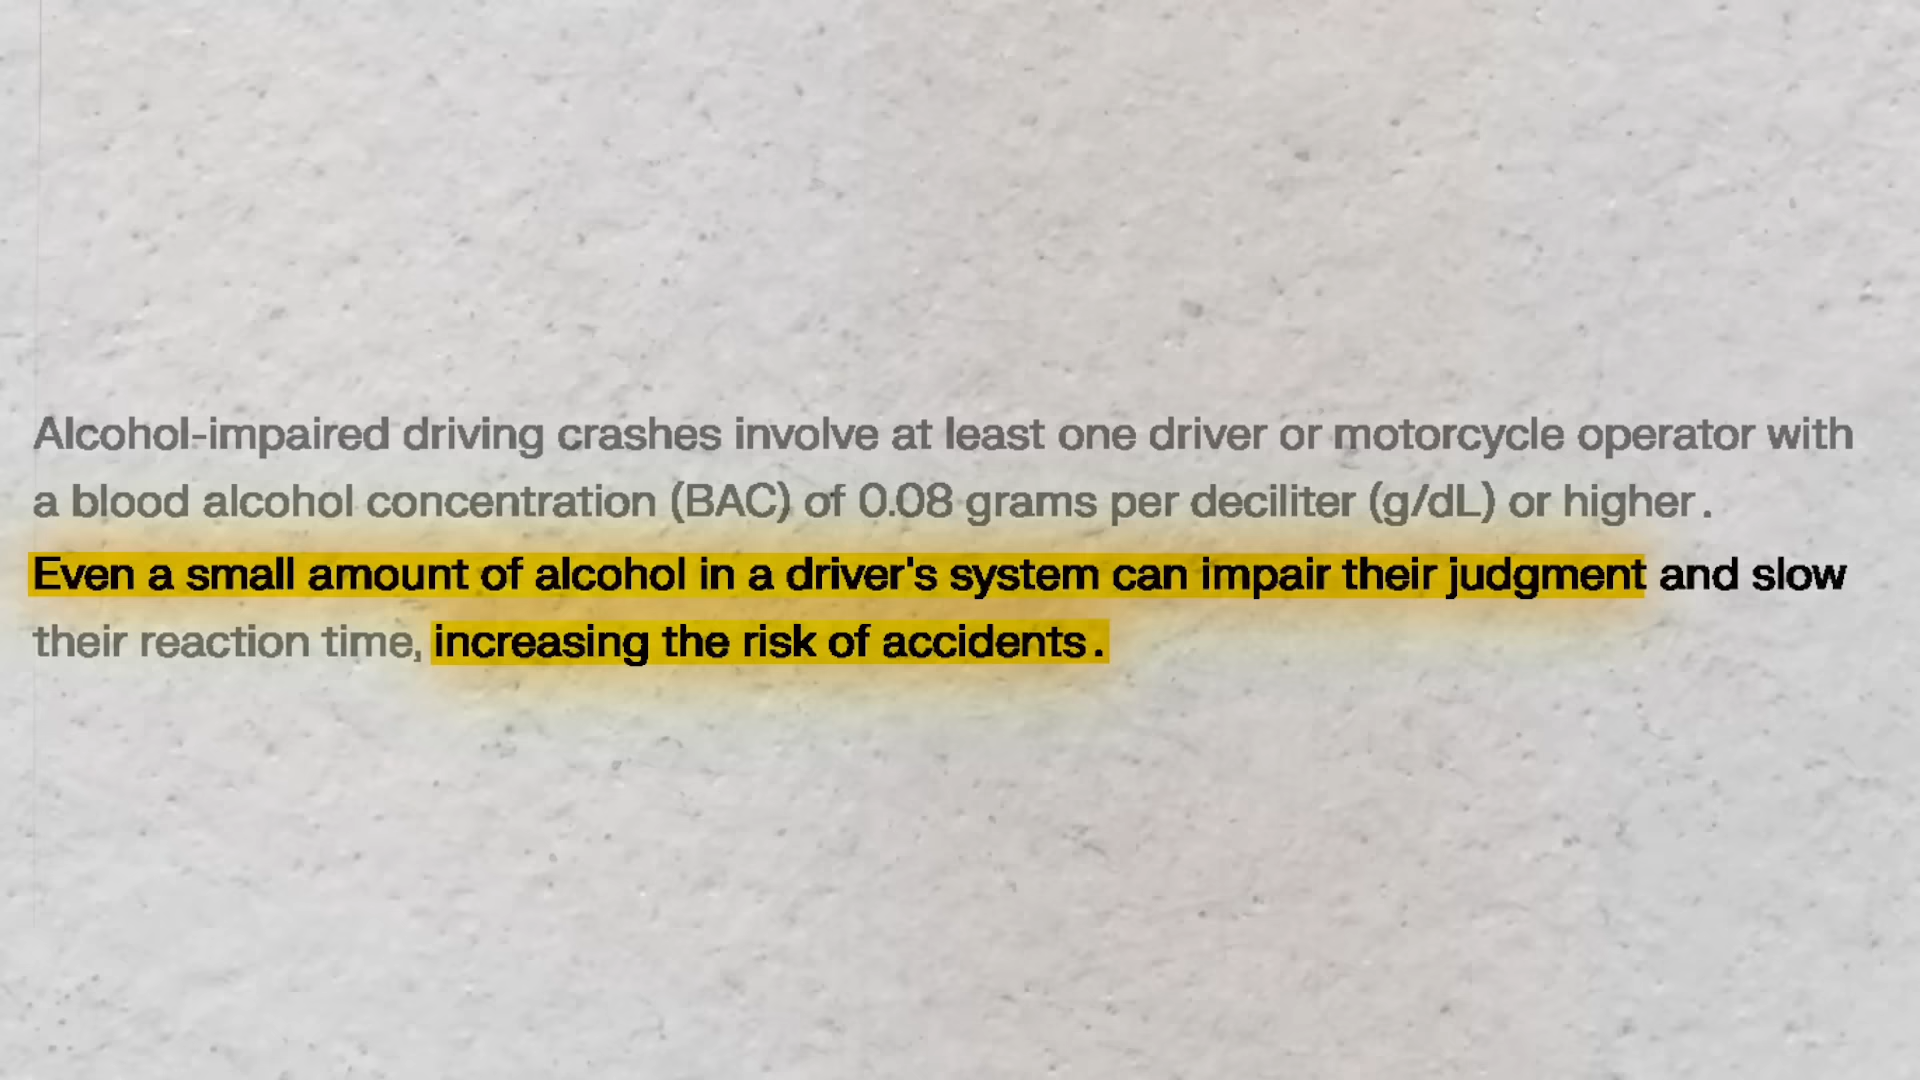 Alcohol-impaired driving crashes involve at least one driver or motorcycle operator with
a blood alcohol concentration (BAC) of 0.08 grams per deciliter (g/dL) or higher.
Even a small amount of alcohol in a driver's system can impair their judgment and slow
their reaction time, increasing the risk of accidents.